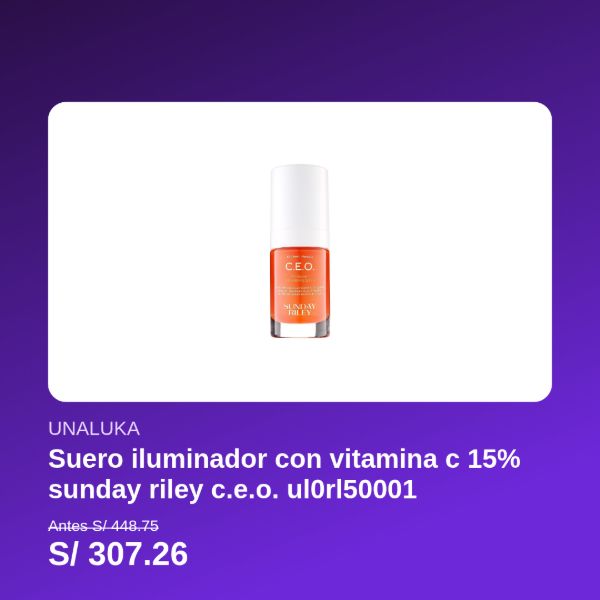 C.E.O.
SUNDAY
RILEY
UNALUKA
Suero iluminador con vitamina c 15%
sunday riley c.e.o. ul0rl50001
Antes S/ 448.75
S/ 307.26